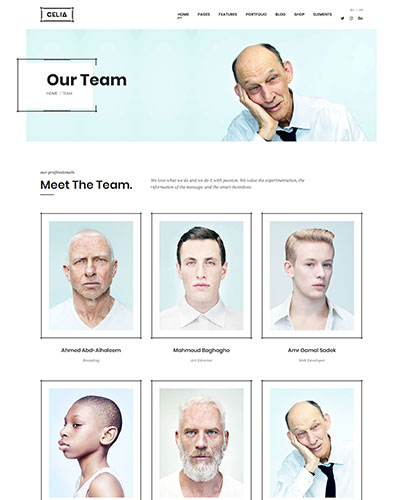 CELIA
HOME PAGES FEATURES PORTFOLIO BLOG SHOP ELEMENTS
Our Team
HOME / TEAM
our professionals
Meet The Team.
We love what we do and we do it with passion. We value the experimentation, the
reformation of the message, and the smart incentives.
Ahmed Abd-Alhaleem
Branding
Mahmoud Baghagho
Art Director
Amr Gamal Sadek
Web Developer